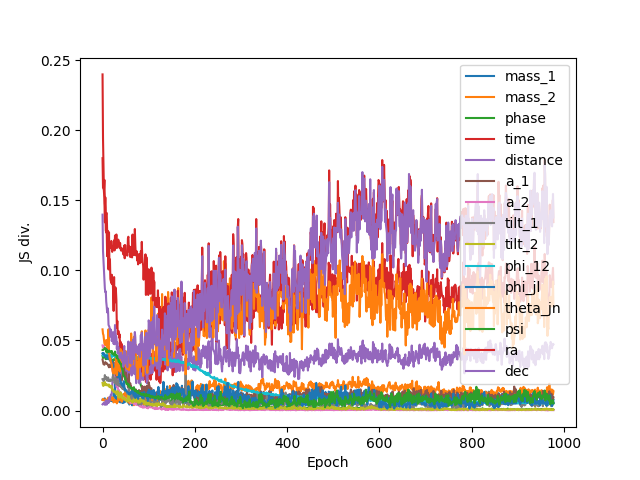 0.25
0.20
0.15
0.10
0.05
0.00
JS div.
0
200
400
600
800
1000
Epoch
mass_1
mass_2
phase
time
distance
a_1
a_2
tilt_1
tilt_2
phi_12
phi_jl
theta_jn
psi
ra
dec